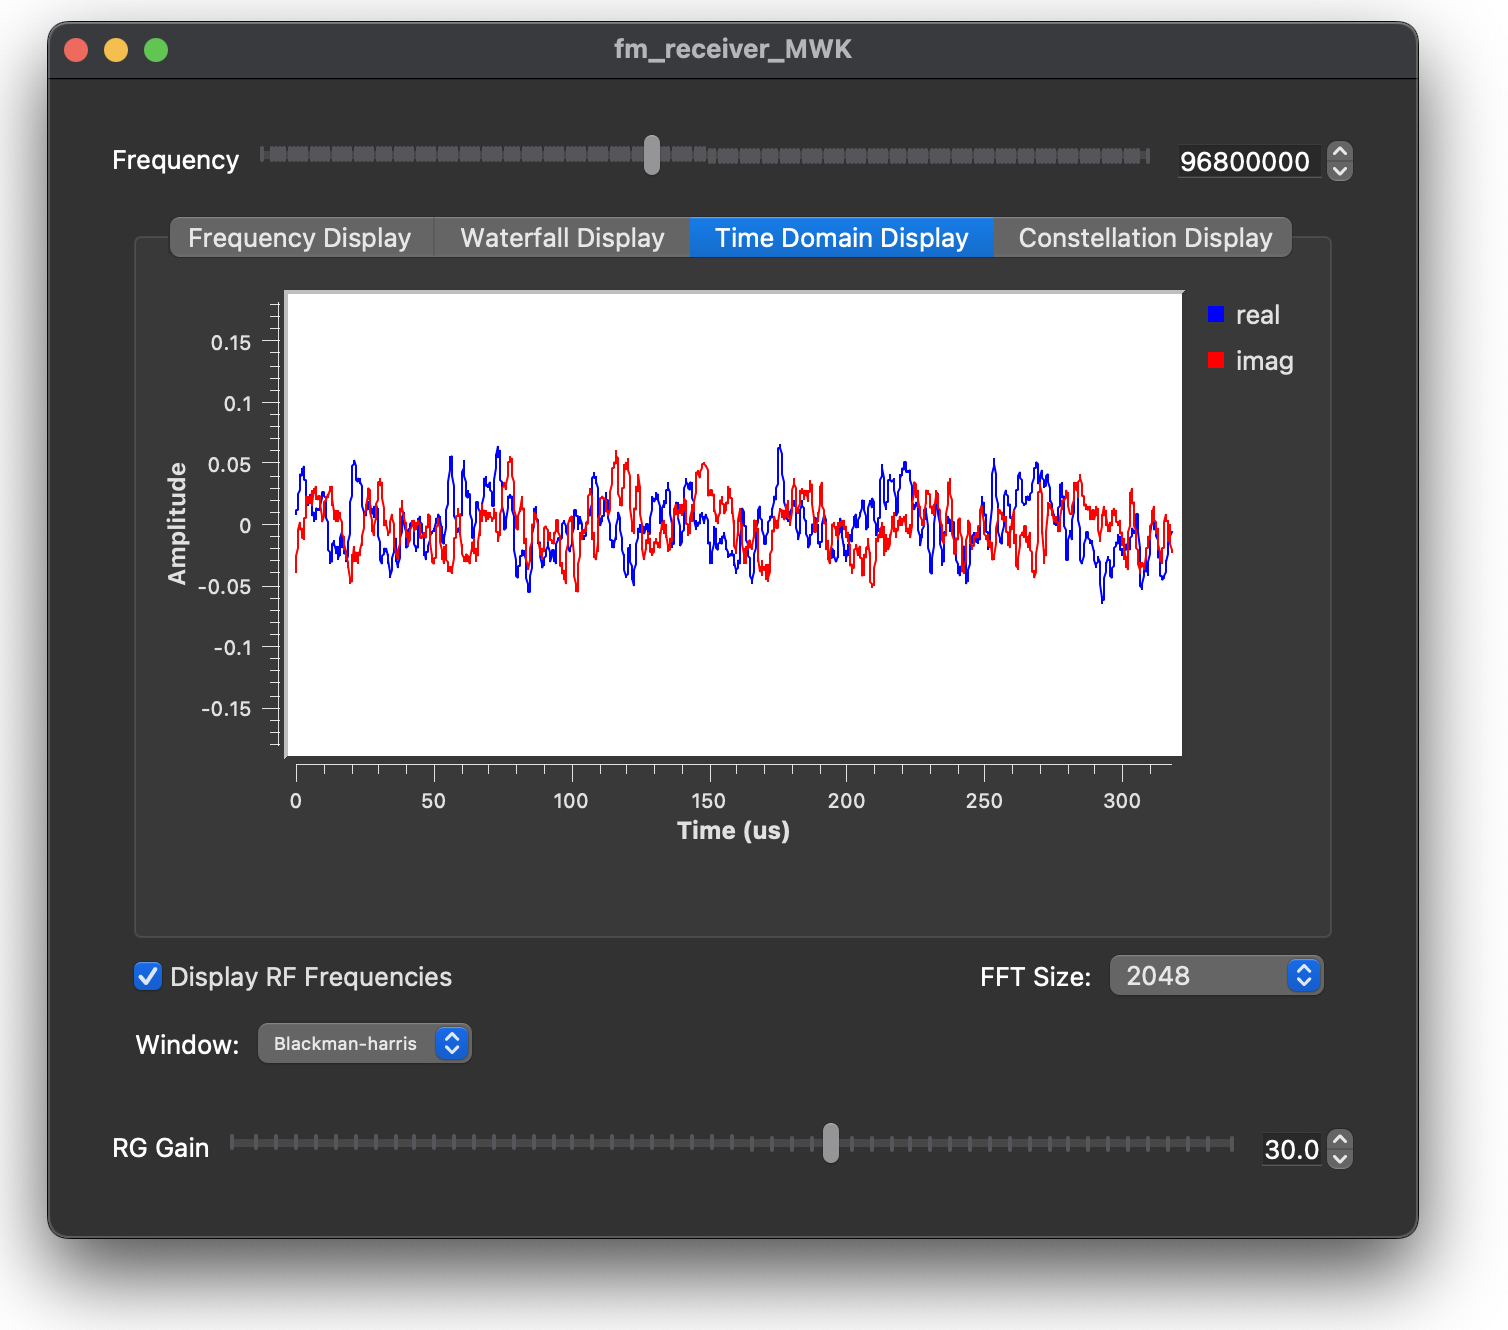 fm_receiver_MWK
Frequency
96800000
Frequency Display
Waterfall Display
Time Domain Display
Constellation Display
real
imag
Amplitude
0.15
0.1
0.05
0
-0.05
-0.1
-0.15
0
50
100
150
200
250
300
Time (us)
Display RF Frequencies
FFT Size:
2048
Window:
Blackman-harris
RG Gain
30.0